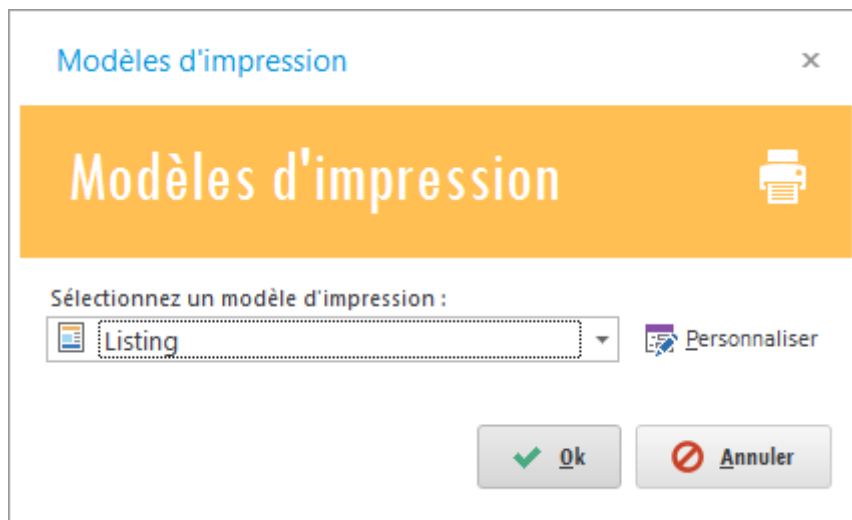 Modèles d'impression
Modèles d'impression
Sélectionnez un modèle d'impression :
Listing
Personnaliser
Ok
Annuler